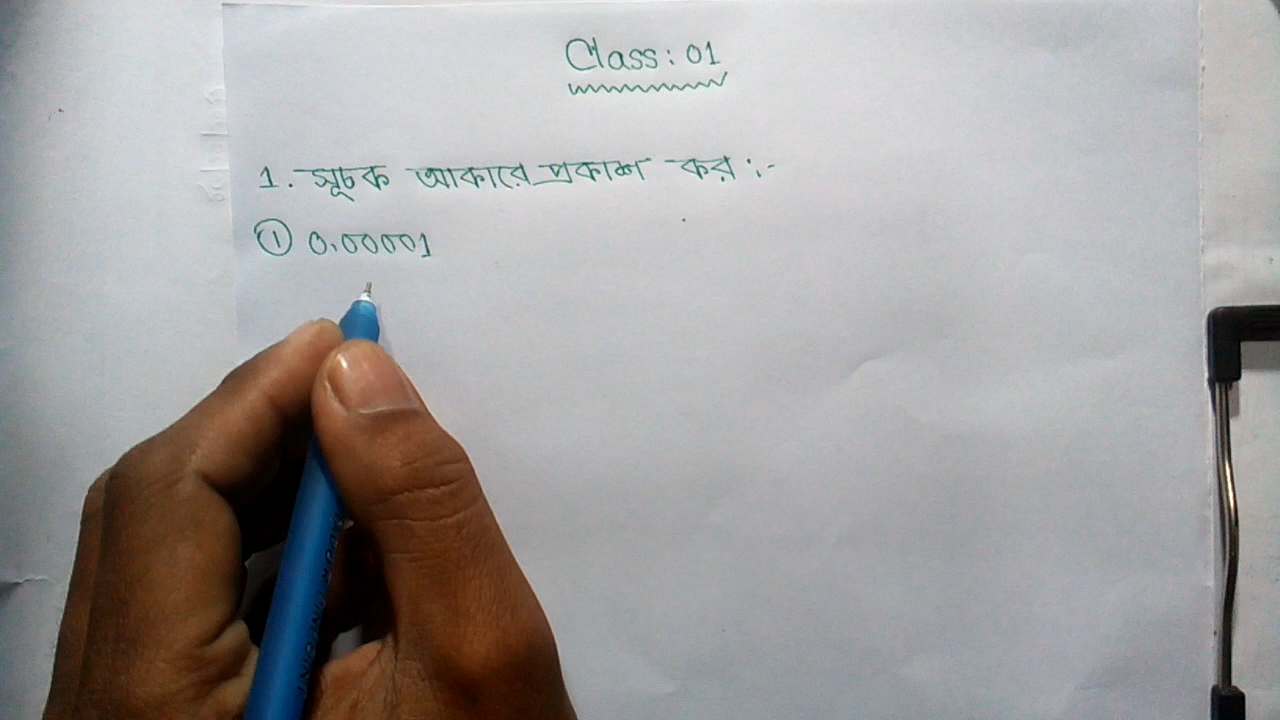 Class: 01
1. সূচক আকারে প্রকাশ কর :-
① 0.00001